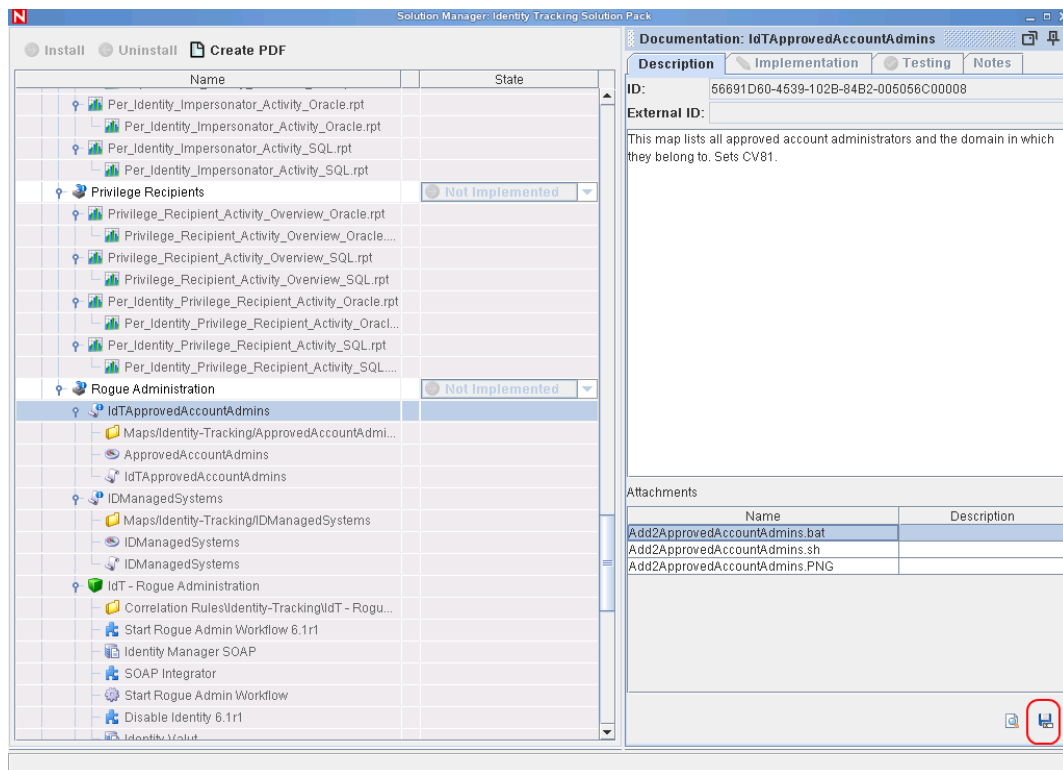 N
Solution Manager: Identity Tracking Solution Pack
Install Uninstall Create PDF
Name State
Per_Identity_Impersonator_Activity_Oracle.rpt
Per_Identity_Impersonator_Activity_Oracle.rpt
Per_Identity_Impersonator_Activity_SQL.rpt
Per_Identity_Impersonator_Activity_SQL.rpt
Privilege Recipients Not Implemented
Privilege_Recipient_Activity_Overview_Oracle.rpt
Privilege_Recipient_Activity_Overview_Oracle....
Privilege_Recipient_Activity_Overview_SQL.rpt
Privilege_Recipient_Activity_Overview_SQL.rpt
Per_Identity_Privilege_Recipient_Activity_Oracle.rpt
Per_Identity_Privilege_Recipient_Activity_Oracl...
Per_Identity_Privilege_Recipient_Activity_SQL.rpt
Per_Identity_Privilege_Recipient_Activity_SQL....
Rogue Administration Not Implemented
IdTApprovedAccountAdmins
Maps/Identity-Tracking/ApprovedAccountAdmi...
ApprovedAccountAdmins
IdTApprovedAccountAdmins
IDManagedSystems
Maps/Identity-Tracking/IDManagedSystems
IDManagedSystems
IDManagedSystems
IdT - Rogue Administration
Correlation Rules\Identity-Tracking\IdT - Rogu...
Start Rogue Admin Workflow 6.1r1
Identity Manager SOAP
SOAP Integrator
Start Rogue Admin Workflow
Disable Identity 6.1r1
Identity Valut
Documentation: IdTApprovedAccountAdmins
Description Implementation Testing Notes
ID: 56691D60-4539-102B-84B2-005056C00008
External ID:
This map lists all approved account administrators and the domain in which
they belong to. Sets CV81.
Attachments
Name Description
Add2ApprovedAccountAdmins.bat
Add2ApprovedAccountAdmins.sh
Add2ApprovedAccountAdmins.PNG